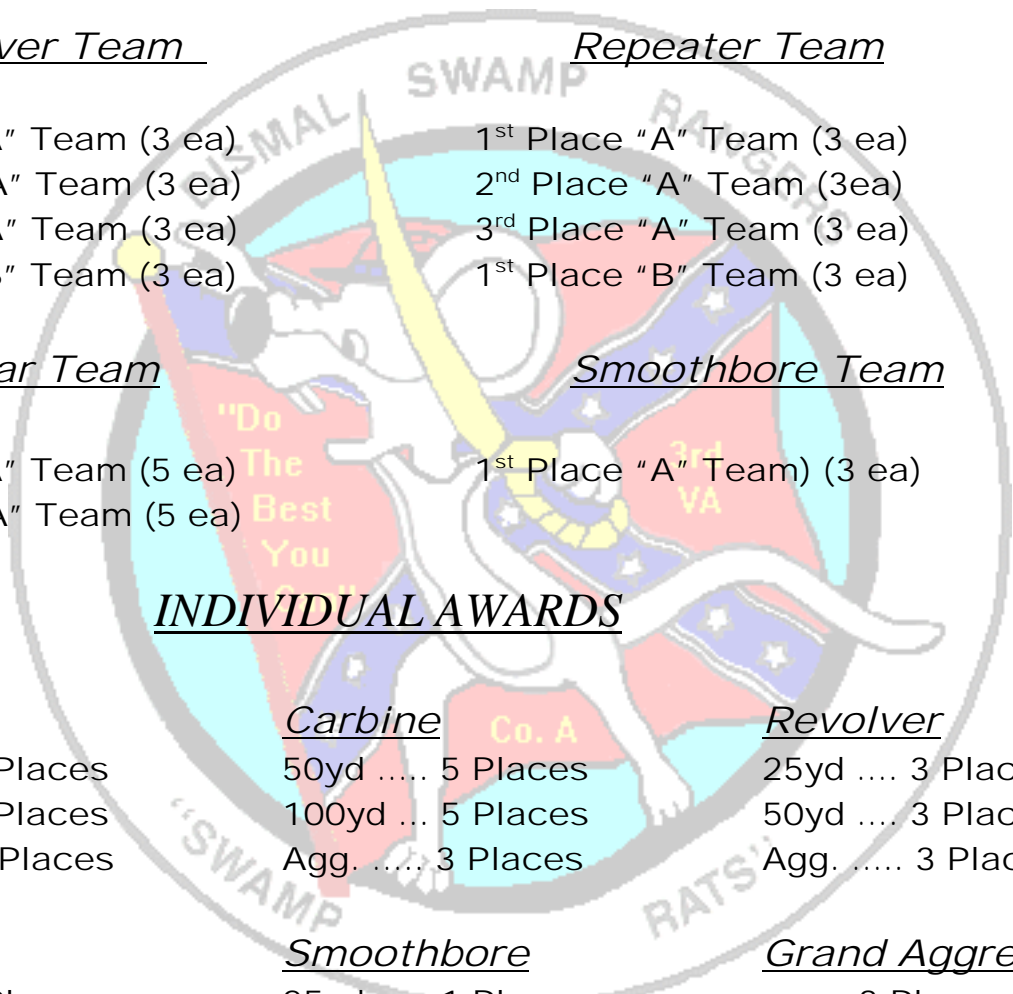 ver Team Repeater Team
" Team (3 ea) 1st Place "A" Team (3 ea)
A" Team (3 ea) 2nd Place "A" Team (3ea)
" Team (3 ea) 3rd Place "A" Team (3 ea)
" Team (3 ea) 1st Place "B" Team (3 ea)
ar Team Smoothbore Team
" Team (5 ea) 1st Place "A" Team) (3 ea)
A" Team (5 ea)
INDIVIDUAL AWARDS
Carbine Revolver
Places 50yd ..... 5 Places 25yd .... 3 Plac
Places 100yd ... 5 Places 50yd .... 3 Plac
Places Agg. ..... 3 Places Agg. ..... 3 Plac
Smoothbore Grand Aggre
DISMAL SWAMP RANGERS
"Do
The
Best
You
3rd
VA
Co. A
"SWAMP RATS"